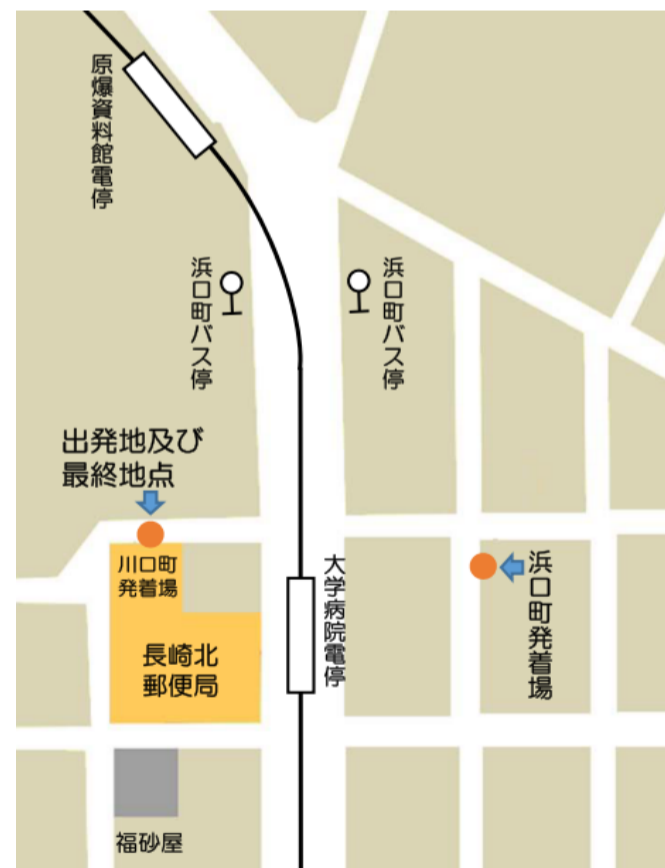 原爆資料館電停
浜口町バス停
浜口町バス停
出発地及び
最終地点
川口町
発着場
大学病院電停
浜口町発着場
長崎北
郵便局
福砂屋